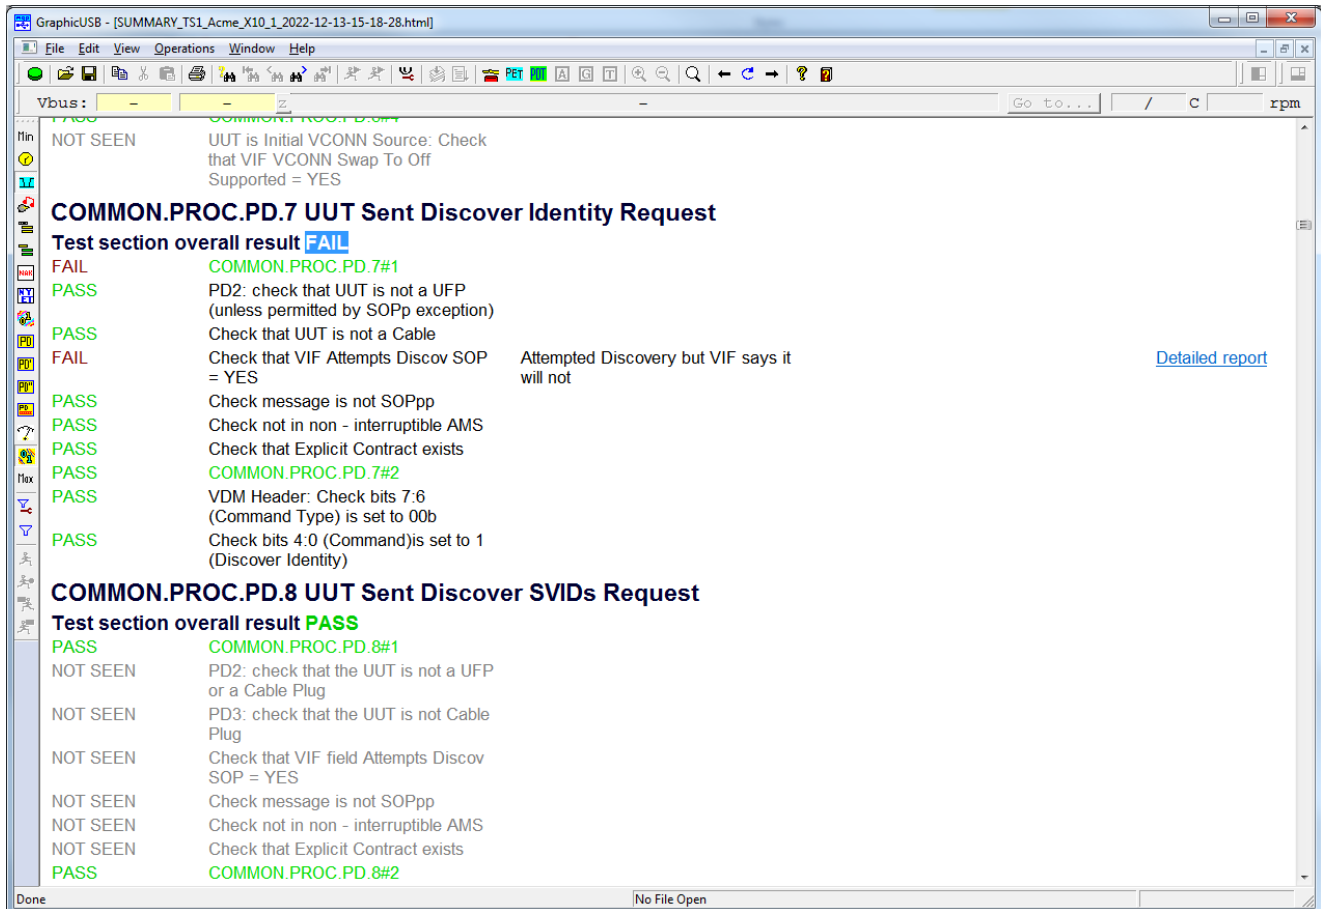 GraphicUSB - [SUMMARY_TS1_Acme_X10_1_2022-12-13-15-18-28.html]
File Edit View Operations Window Help
PET PDT A G T
Vbus: - - z - Go to... / C rpm
Min
NOT SEEN UUT is Initial VCONN Source: Check
that VIF VCONN Swap To Off
Supported = YES
COMMON.PROC.PD.7 UUT Sent Discover Identity Request
Test section overall result FAIL
FAIL COMMON.PROC.PD.7#1
PASS PD2: check that UUT is not a UFP
(unless permitted by SOPp exception)
PASS Check that UUT is not a Cable
FAIL Check that VIF Attempts Discov SOP Attempted Discovery but VIF says it Detailed report
= YES will not
PASS Check message is not SOPpp
PASS Check not in non - interruptible AMS
PASS Check that Explicit Contract exists
Max
PASS COMMON.PROC.PD.7#2
PASS VDM Header: Check bits 7:6
(Command Type) is set to 00b
PASS Check bits 4:0 (Command)is set to 1
(Discover Identity)
COMMON.PROC.PD.8 UUT Sent Discover SVIDs Request
Test section overall result PASS
PASS COMMON.PROC.PD.8#1
NOT SEEN PD2: check that the UUT is not a UFP
or a Cable Plug
NOT SEEN PD3: check that the UUT is not Cable
Plug
NOT SEEN Check that VIF field Attempts Discov
SOP = YES
NOT SEEN Check message is not SOPpp
NOT SEEN Check not in non - interruptible AMS
NOT SEEN Check that Explicit Contract exists
PASS COMMON.PROC.PD.8#2
Done No File Open